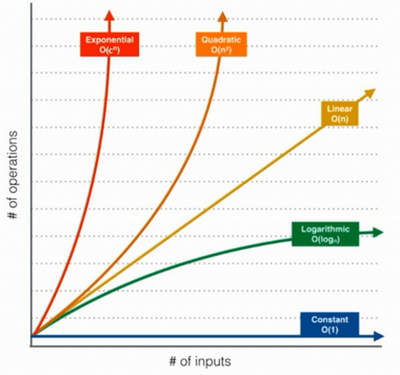 Exponential
O(cⁿ)
Quadratic
O(n²)
Linear
O(n)
Logarithmic
O(logₙ)
Constant
O(1)
# of operations
# of inputs